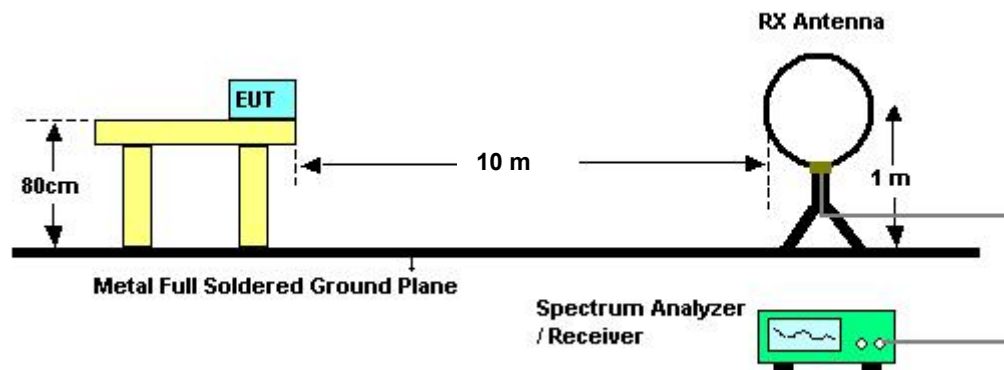 RX Antenna
EUT
10 m
80cm
1 m
Metal Full Soldered Ground Plane
Spectrum Analyzer
/ Receiver